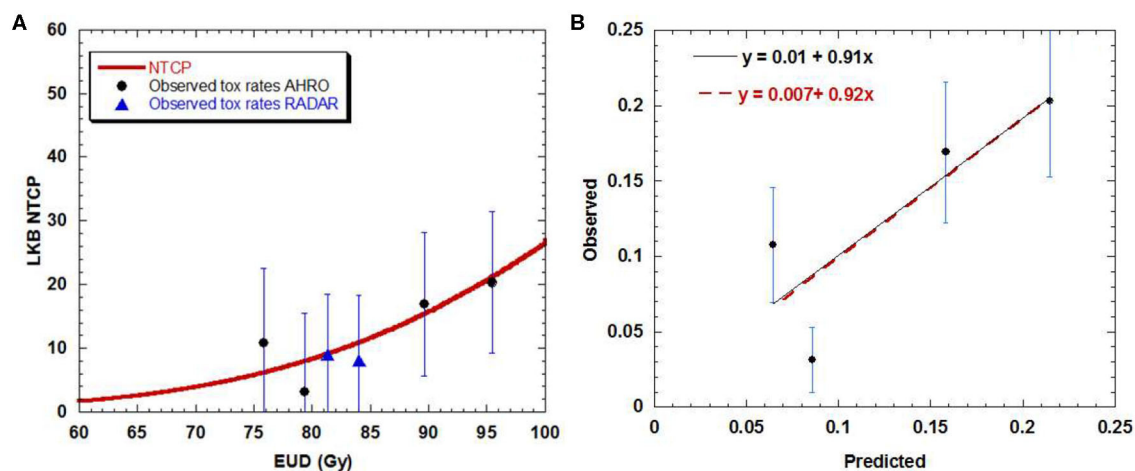 A
B
60
50
40
30
20
10
0
LKB NTCP
NTCP
Observed tox rates AHRO
Observed tox rates RADAR
60 65 70 75 80 85 90 95 100
EUD (Gy)
0.25
0.2
0.15
0.1
0.05
0
Observed
y = 0.01 + 0.91x
y = 0.007+ 0.92x
0 0.05 0.1 0.15 0.2 0.25
Predicted